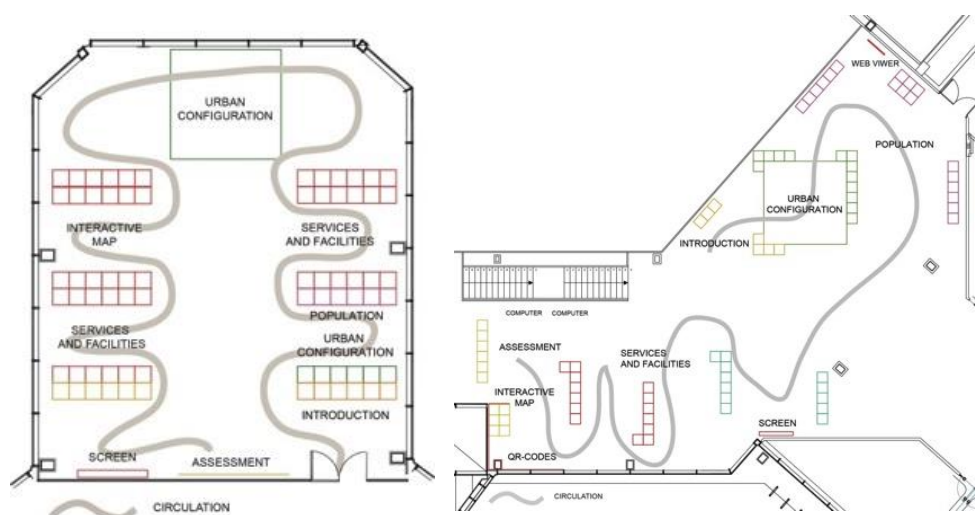 URBAN
CONFIGURATION
INTERACTIVE
MAP
SERVICES
AND FACILITIES
POPULATION
SERVICES
AND FACILITIES
URBAN
CONFIGURATION
INTRODUCTION
SCREEN
ASSESSMENT
CIRCULATION
WEB VIWER
POPULATION
URBAN
CONFIGURATION
INTRODUCTION
COMPUTER
COMPUTER
ASSESSMENT
SERVICES
AND FACILITIES
INTERACTIVE
MAP
SCREEN
QR-CODES
CIRCULATION